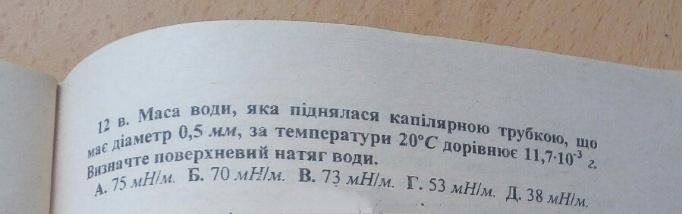 12 в. Маса води, яка піднялася капілярною трубкою, що
має діаметр 0,5 мм, за температури 20°С дорівнює 11,7·10⁻³ г.
Визначте поверхневий натяг води.
А. 75 мН/м. Б. 70 мН/м. В. 73 мН/м. Г. 53 мН/м. Д. 38 мН/м.